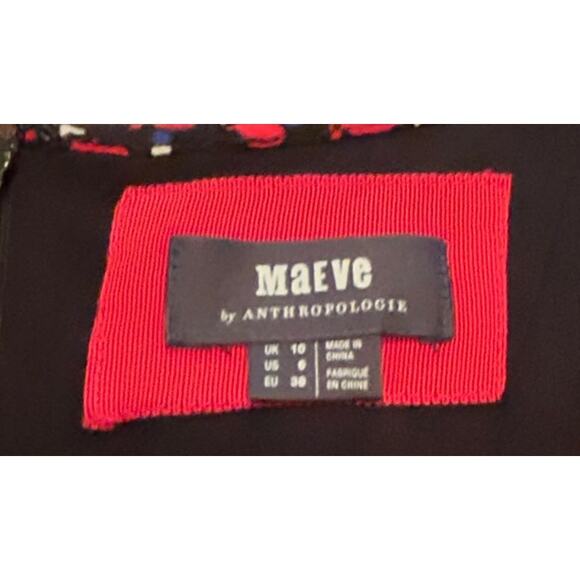 MaEVe
by ANTHROPOLOGIE
UK 10
US 6
EU 38
MADE IN
CHINA
FABRIQUÉ
EN CHINE